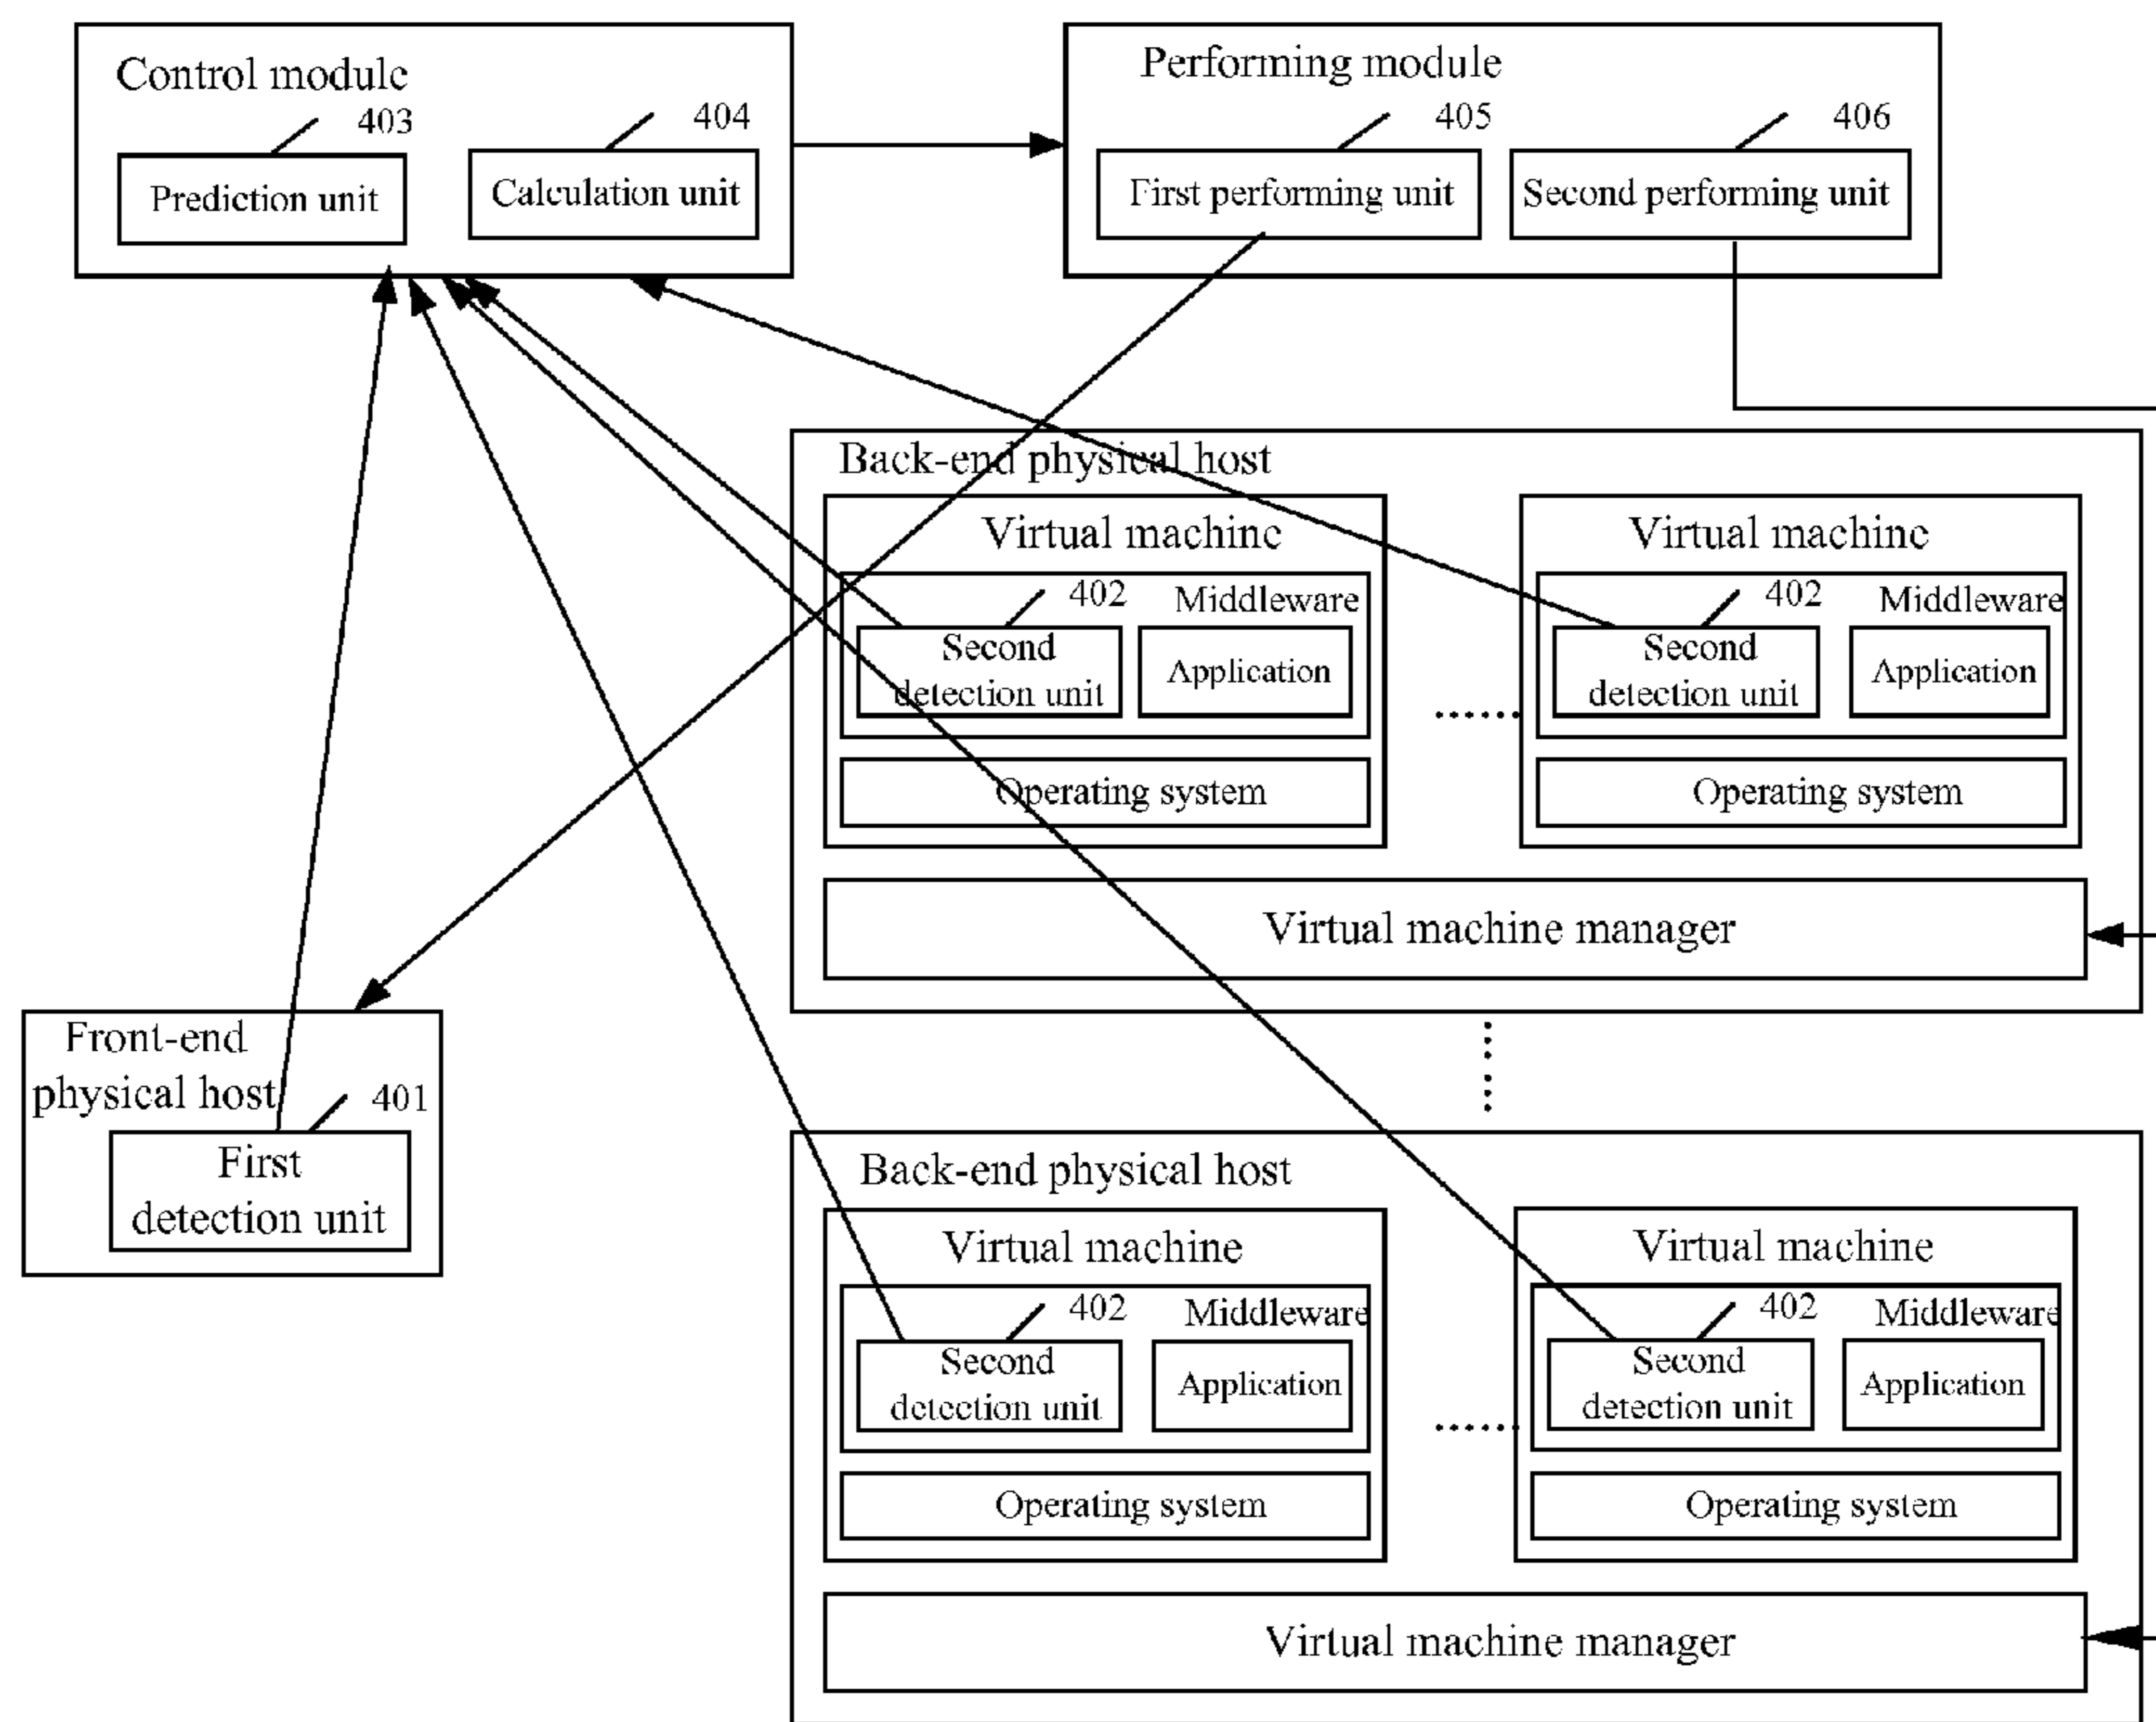 Control module
403
404
Prediction unit
Calculation unit
Performing module
405
406
First performing unit
Second performing unit
Back-end physical host
Virtual machine
402
Middleware
Second
detection unit
Application
Operating system
Virtual machine
402
Middleware
Second
detection unit
Application
Operating system
Virtual machine manager
Front-end
physical host
401
First
detection unit
Back-end physical host
Virtual machine
402
Middleware
Second
detection unit
Application
Operating system
Virtual machine
402
Middleware
Second
detection unit
Application
Operating system
Virtual machine manager